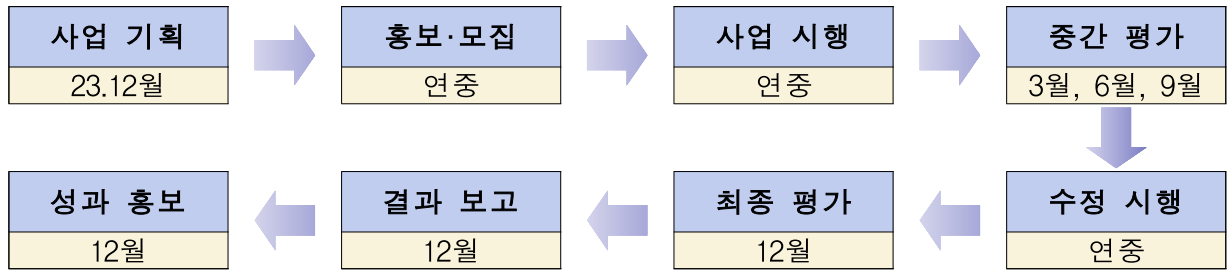 사업 기획
23.12월
홍보·모집
연중
사업 시행
연중
중간 평가
3월, 6월, 9월
수정 시행
연중
최종 평가
12월
결과 보고
12월
성과 홍보
12월